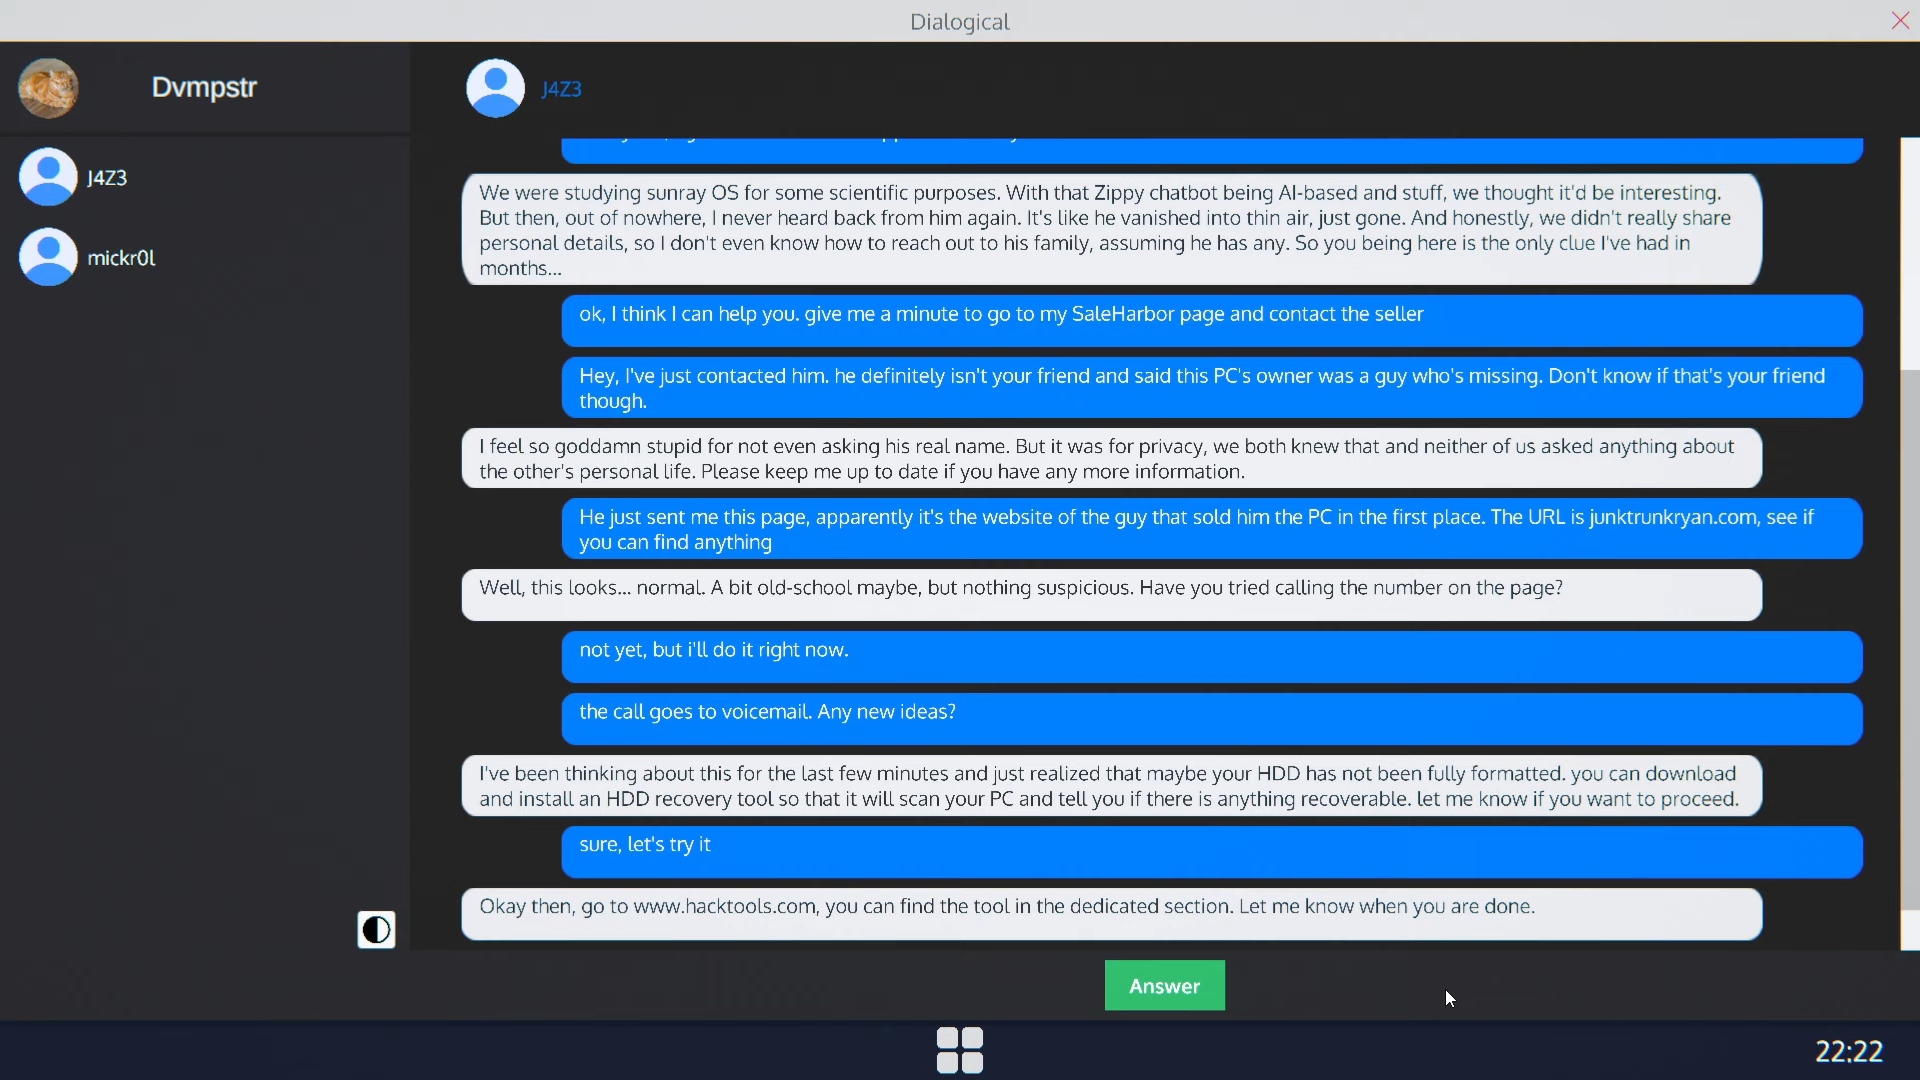 Dialogical
Dvmpstr
J4Z3
J4Z3
mickr0l
We were studying sunray OS for some scientific purposes. With that Zippy chatbot being AI-based and stuff, we thought it'd be interesting.
But then, out of nowhere, I never heard back from him again. It's like he vanished into thin air, just gone. And honestly, we didn't really share
personal details, so I don't even know how to reach out to his family, assuming he has any. So you being here is the only clue I've had in
months...
ok, I think I can help you. give me a minute to go to my SaleHarbor page and contact the seller
Hey, I've just contacted him. he definitely isn't your friend and said this PC's owner was a guy who's missing. Don't know if that's your friend
though.
I feel so goddamn stupid for not even asking his real name. But it was for privacy, we both knew that and neither of us asked anything about
the other's personal life. Please keep me up to date if you have any more information.
He just sent me this page, apparently it's the website of the guy that sold him the PC in the first place. The URL is junktrunkryan.com, see if
you can find anything
Well, this looks... normal. A bit old-school maybe, but nothing suspicious. Have you tried calling the number on the page?
not yet, but i'll do it right now.
the call goes to voicemail. Any new ideas?
I've been thinking about this for the last few minutes and just realized that maybe your HDD has not been fully formatted. you can download
and install an HDD recovery tool so that it will scan your PC and tell you if there is anything recoverable. let me know if you want to proceed.
sure, let's try it
Okay then, go to www.hacktools.com, you can find the tool in the dedicated section. Let me know when you are done.
Answer
22:22